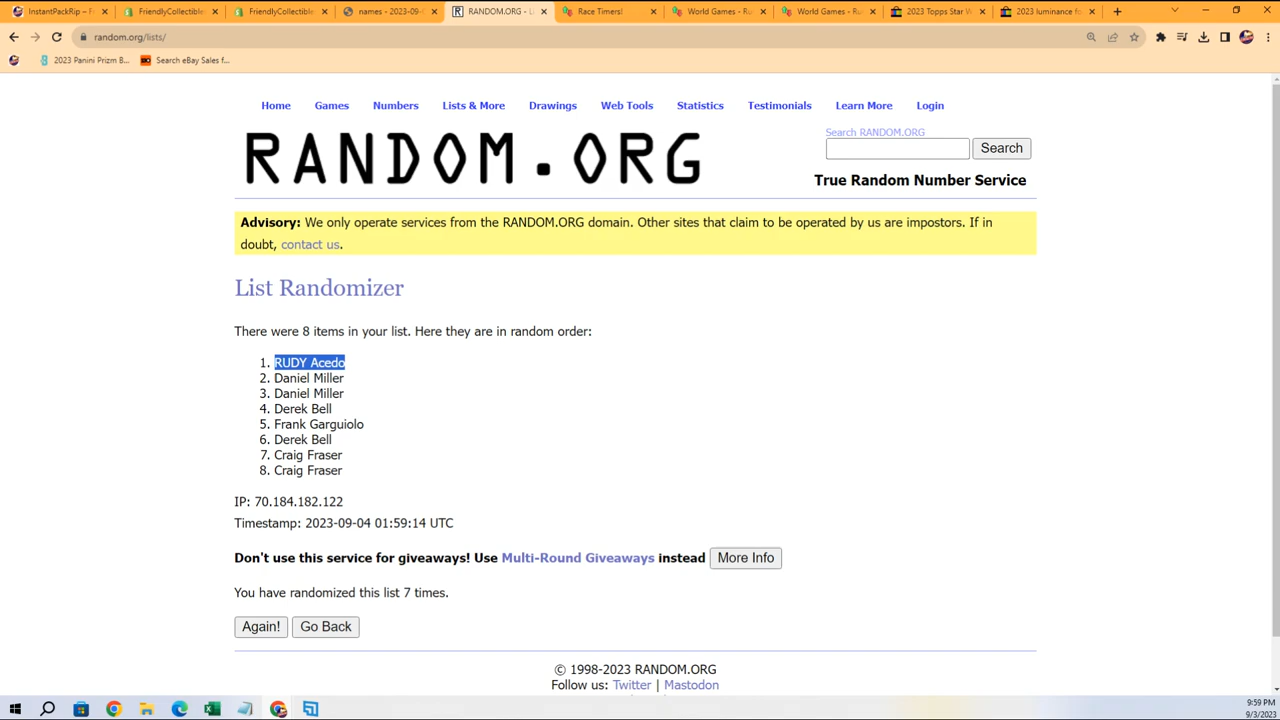 InstantPackRip – F
FriendlyCollectibles
FriendlyCollectibles
names - 2023-09-0
RANDOM.ORG - L
Race Timers!
World Games - Ru
World Games - Ru
2023 Topps Star W
2023 luminance fo
random.org/lists/
2023 Panini Prizm B...
Search eBay Sales f...
Home Games Numbers Lists & More Drawings Web Tools Statistics Testimonials Learn More Login
RANDOM.ORG
Search RANDOM.ORG
Search
True Random Number Service
Advisory: We only operate services from the RANDOM.ORG domain. Other sites that claim to be operated by us are impostors. If in
doubt, contact us.
List Randomizer
There were 8 items in your list. Here they are in random order:
1. RUDY Acedo
2. Daniel Miller
3. Daniel Miller
4. Derek Bell
5. Frank Garguiolo
6. Derek Bell
7. Craig Fraser
8. Craig Fraser
IP: 70.184.182.122
Timestamp: 2023-09-04 01:59:14 UTC
Don't use this service for giveaways! Use Multi-Round Giveaways instead More Info
You have randomized this list 7 times.
Again! Go Back
© 1998-2023 RANDOM.ORG
Follow us: Twitter | Mastodon
9:59 PM
9/3/2023